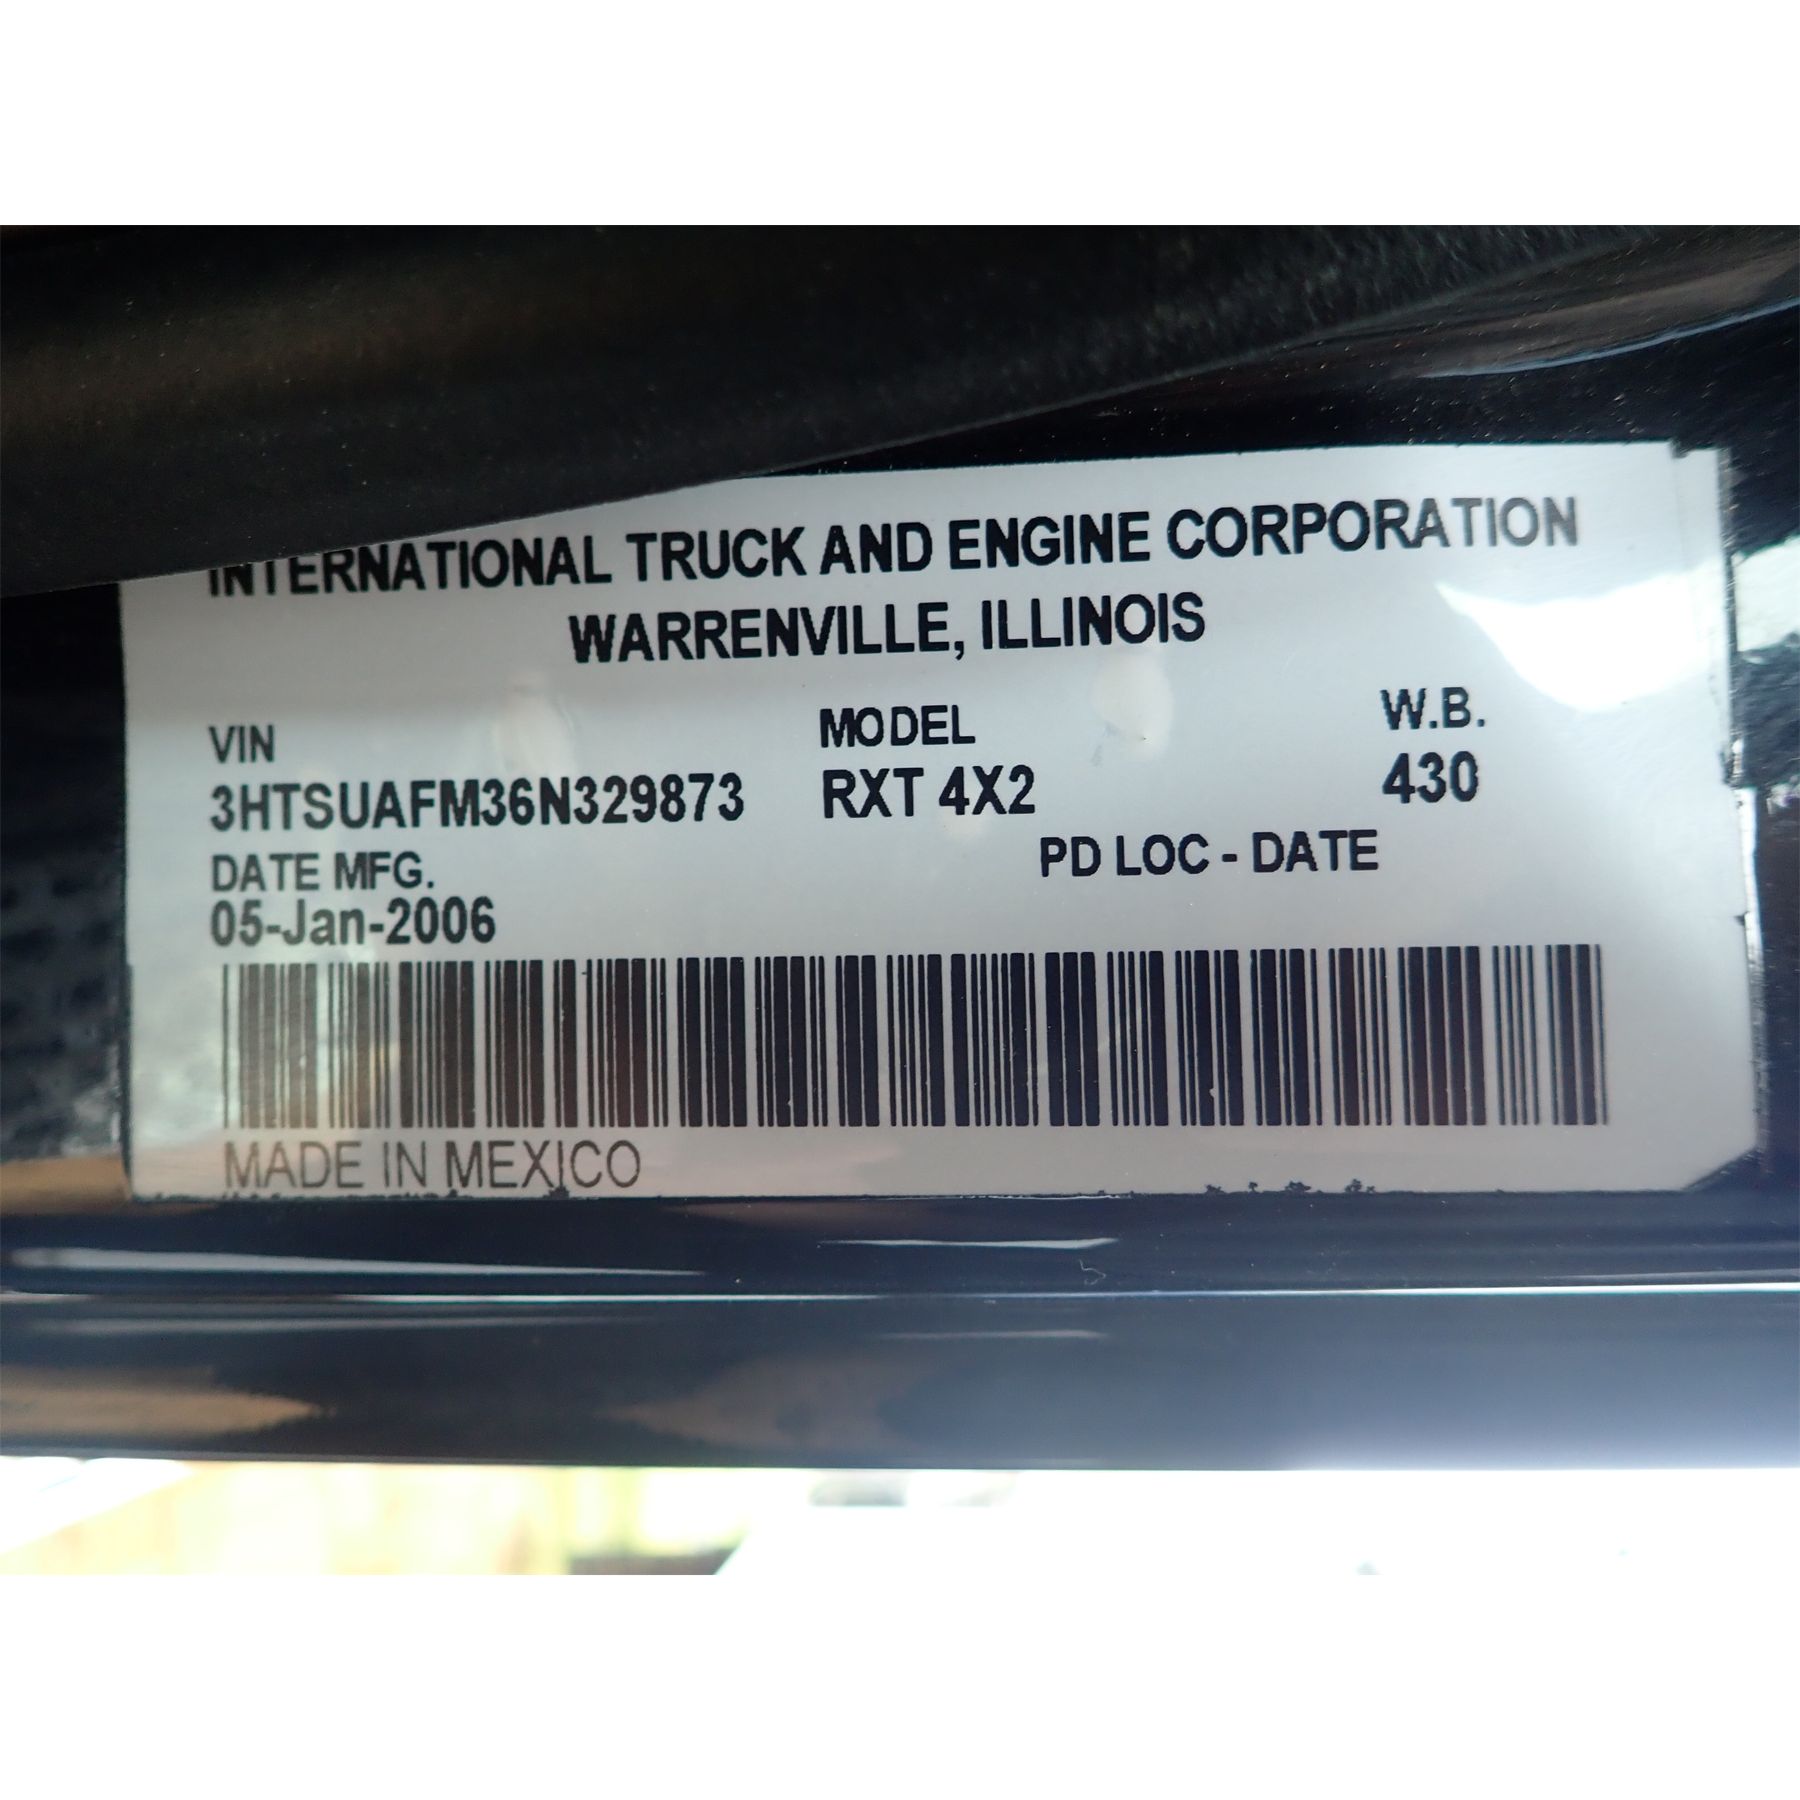 INTERNATIONAL TRUCK AND ENGINE CORPORATION
WARRENVILLE, ILLINOIS
VIN MODEL W.B.
3HTSUAFM36N329873 RXT 4X2 430
DATE MFG. PD LOC - DATE
05-Jan-2006
MADE IN MEXICO